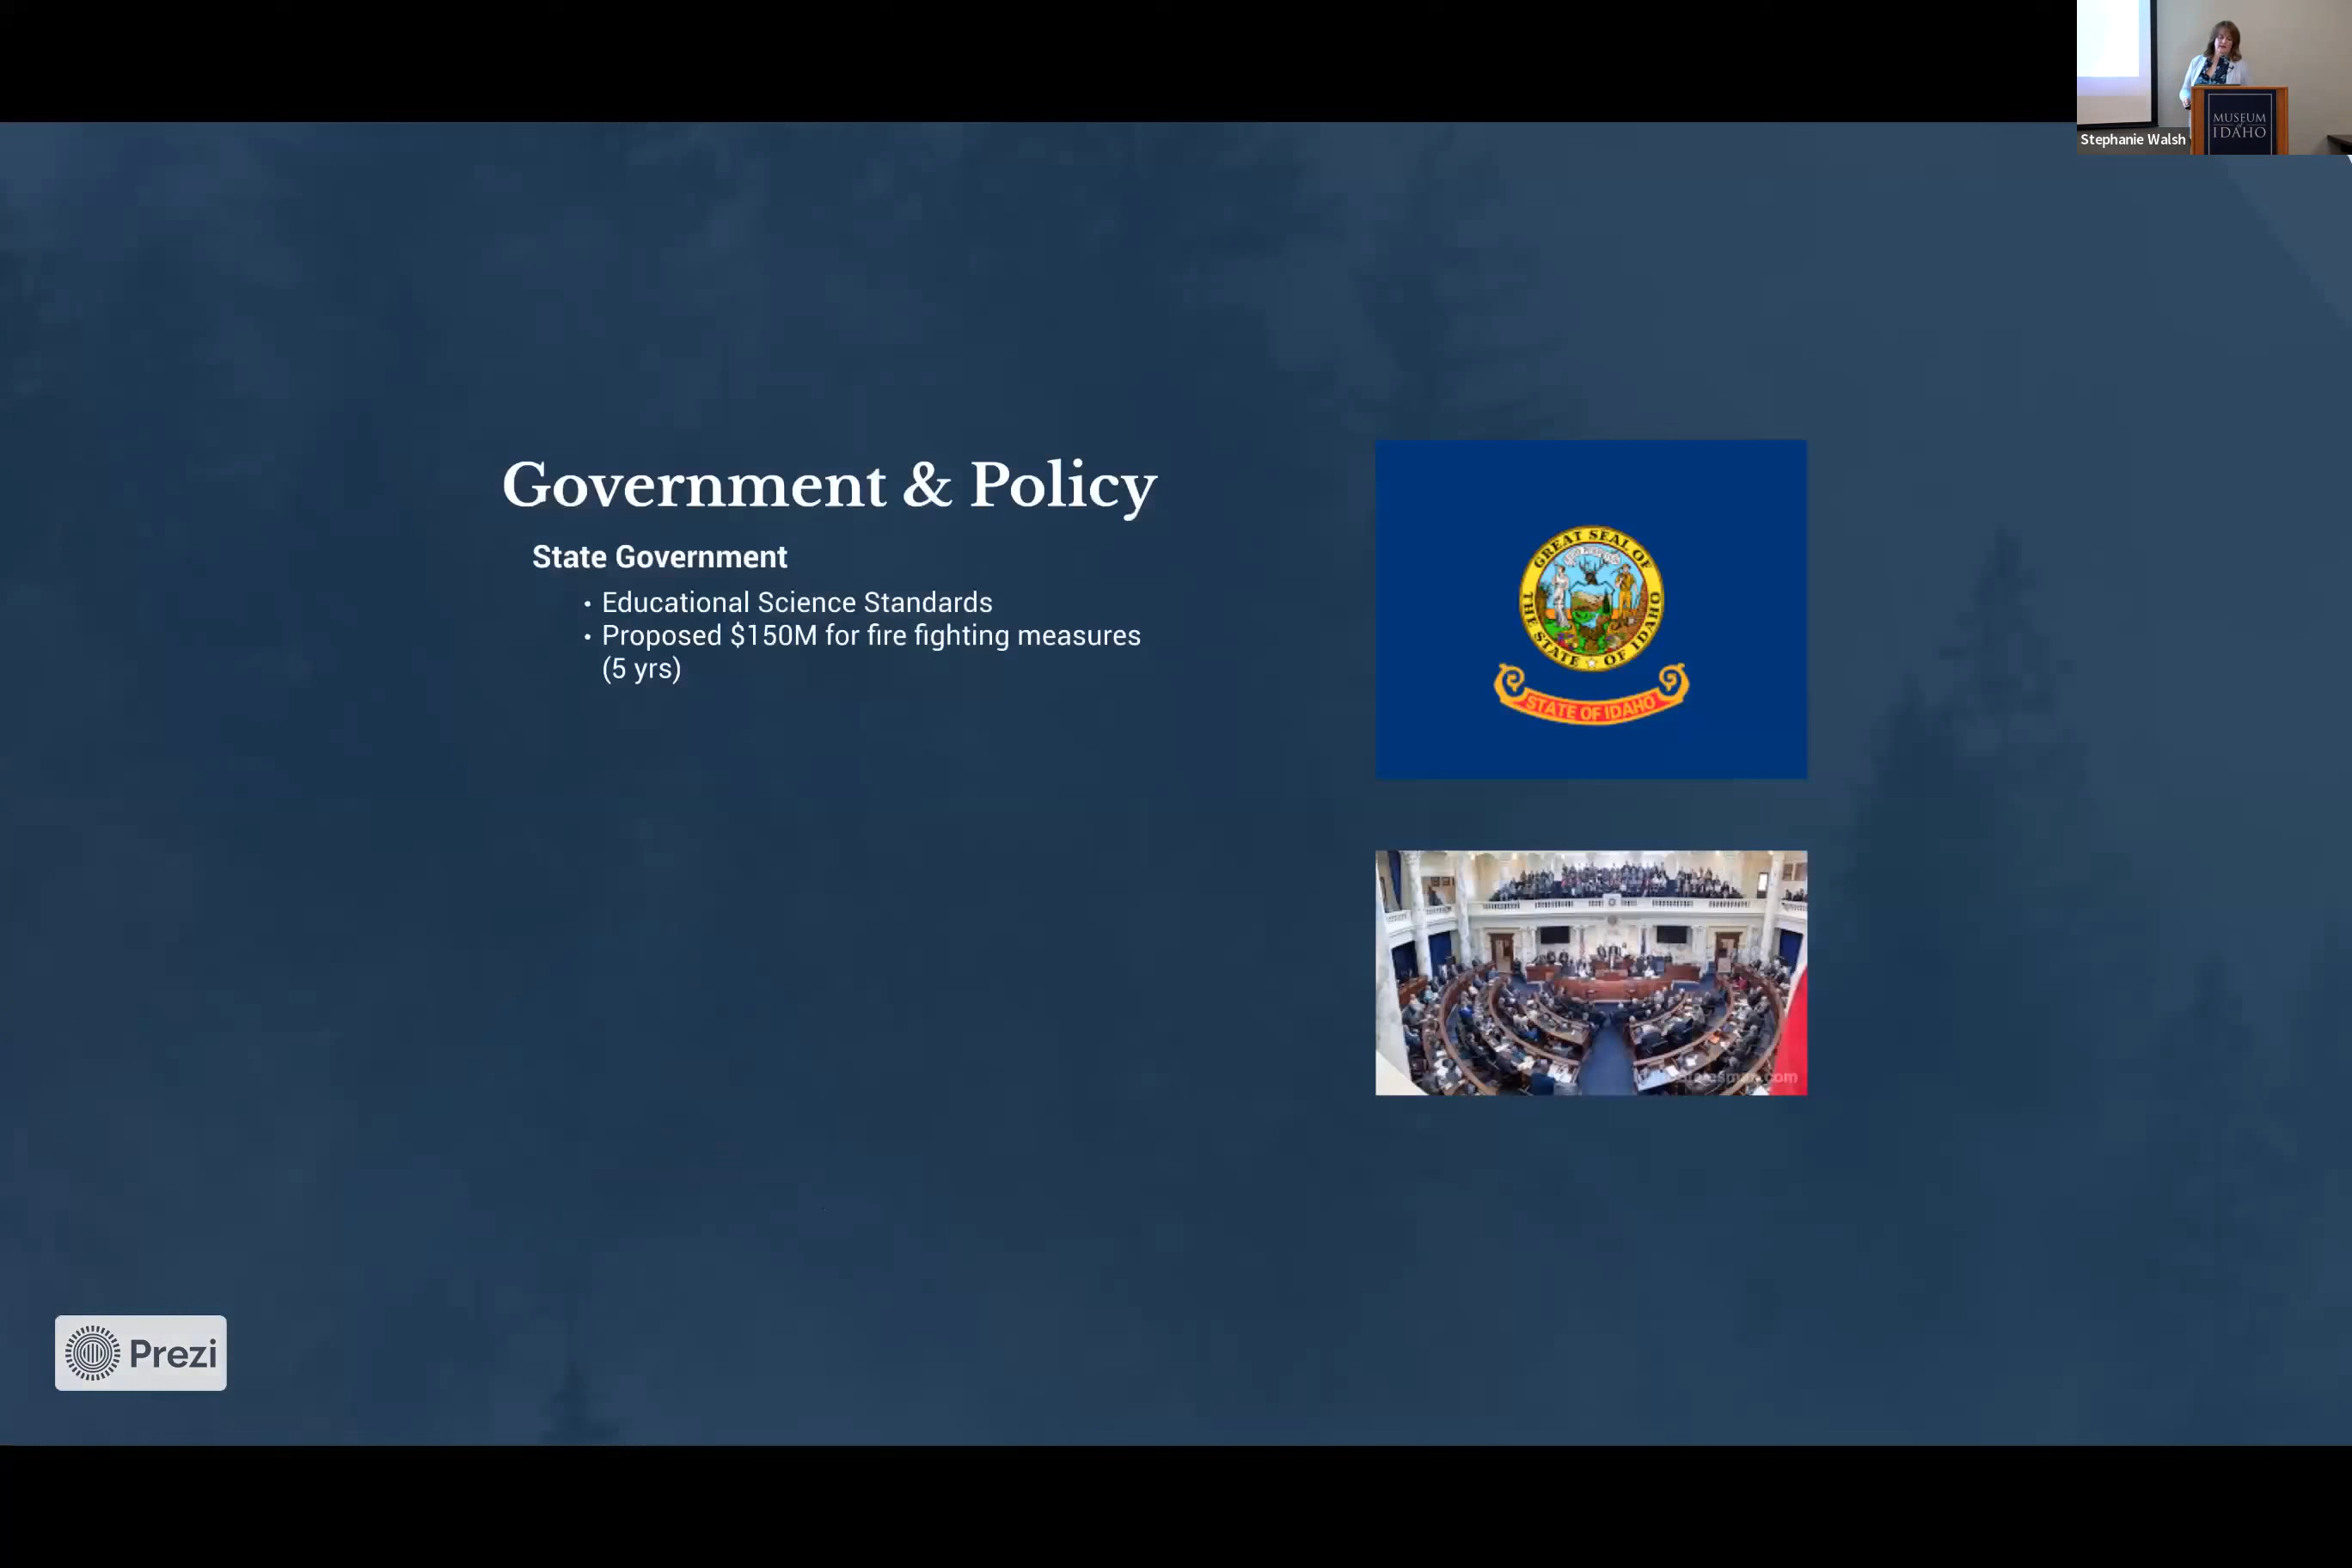 MUSEUM
of
IDAHO
Stephanie Walsh
Government & Policy
State Government
• Educational Science Standards
• Proposed $150M for fire fighting measures
(5 yrs)
GREAT SEAL OF
THE STATE OF IDAHO
STATE OF IDAHO
Prezi